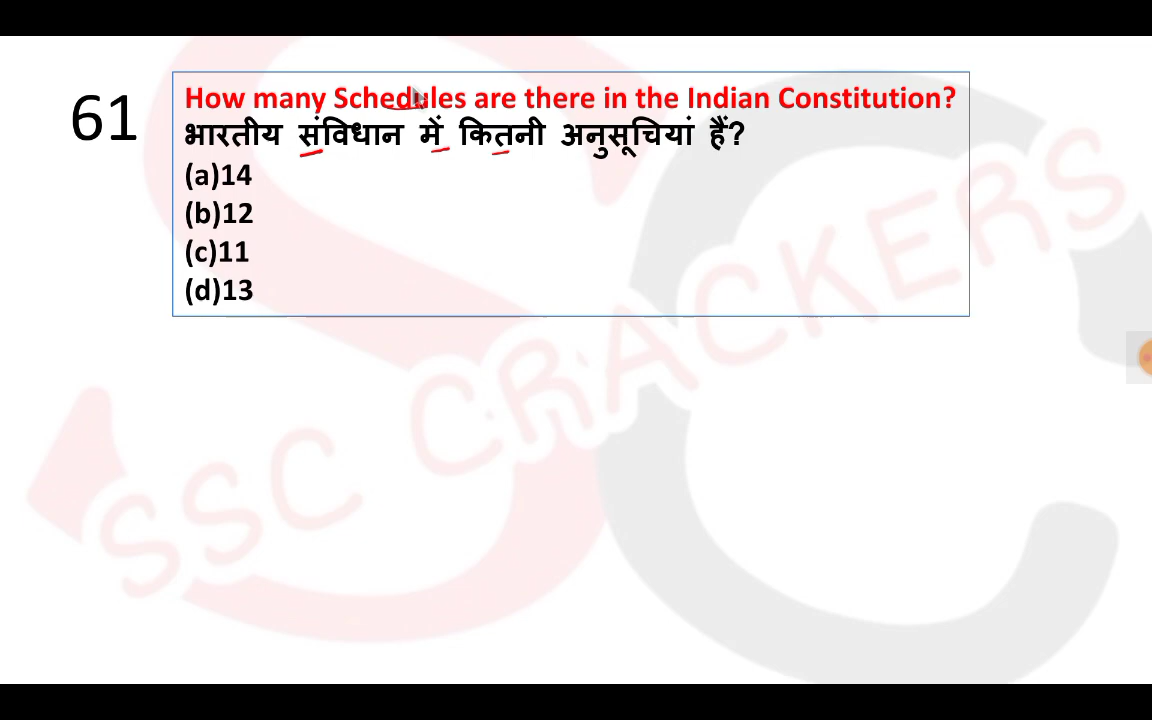 61
How many Schedules are there in the Indian Constitution?
भारतीय संविधान में कितनी अनुसूचियां हैं?
(a)14
(b)12
(c)11
(d)13
SSC CRACKERS